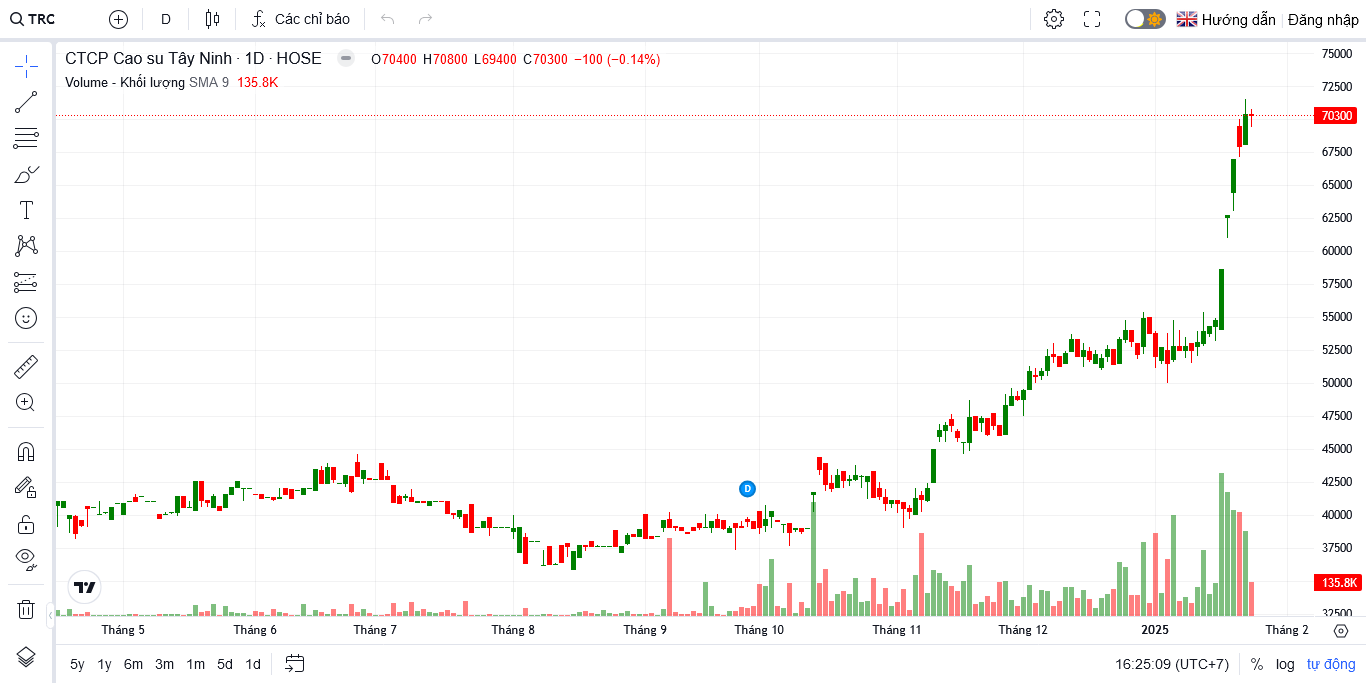 TRC D Các chỉ báo Hướng dẫn Đăng nhập
CTCP Cao su Tây Ninh · 1D · HOSE O70400 H70800 L69400 C70300 −100 (−0.14%)
Volume - Khối lượng SMA 9 135.8K
75000
72500
70300
67500
65000
62500
60000
57500
55000
52500
50000
47500
45000
42500
D
40000
37500
135.8K
32500
Tháng 5 Tháng 6 Tháng 7 Tháng 8 Tháng 9 Tháng 10 Tháng 11 Tháng 12 2025 Tháng 2
5y 1y 6m 3m 1m 5d 1d 16:25:09 (UTC+7) % log tự động